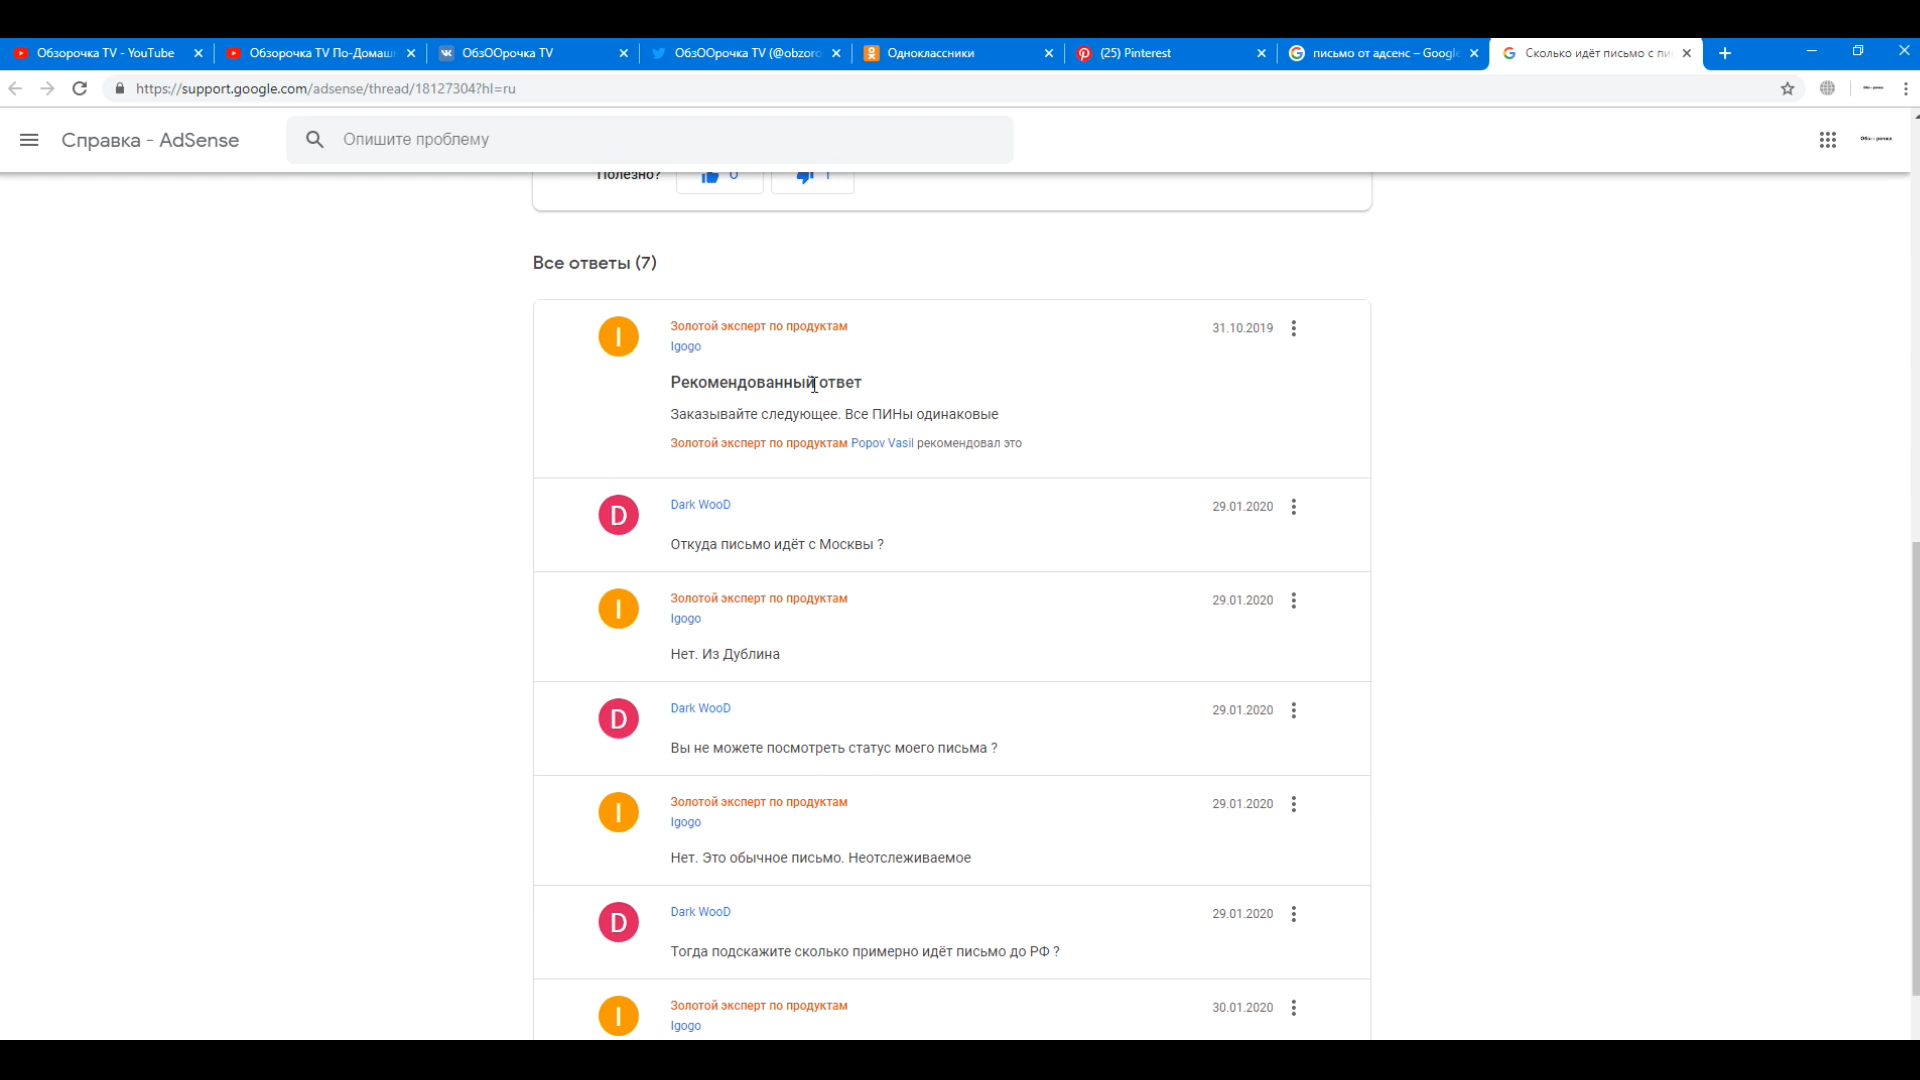 Обзорочка TV - YouTube
Обзорочка TV По-Домаш
ОбзОрочка TV
ОбзОрочка TV (@obzoro
Одноклассники
(25) Pinterest
письмо от адсенс – Google
Сколько идёт письмо с пи
https://support.google.com/adsense/thread/18127304?hl=ru
Справка - AdSense
Опишите проблему
Полезно? 0 1
Все ответы (7)
I
Золотой эксперт по продуктам
31.10.2019
Igogo
Рекомендованный ответ
Заказывайте следующее. Все ПИНы одинаковые
Золотой эксперт по продуктам Popov Vasil рекомендовал это
D
Dark WooD
29.01.2020
Откуда письмо идёт с Москвы ?
I
Золотой эксперт по продуктам
29.01.2020
Igogo
Нет. Из Дублина
D
Dark WooD
29.01.2020
Вы не можете посмотреть статус моего письма ?
I
Золотой эксперт по продуктам
29.01.2020
Igogo
Нет. Это обычное письмо. Неотслеживаемое
D
Dark WooD
29.01.2020
Тогда подскажите сколько примерно идёт письмо до РФ ?
I
Золотой эксперт по продуктам
30.01.2020
Igogo